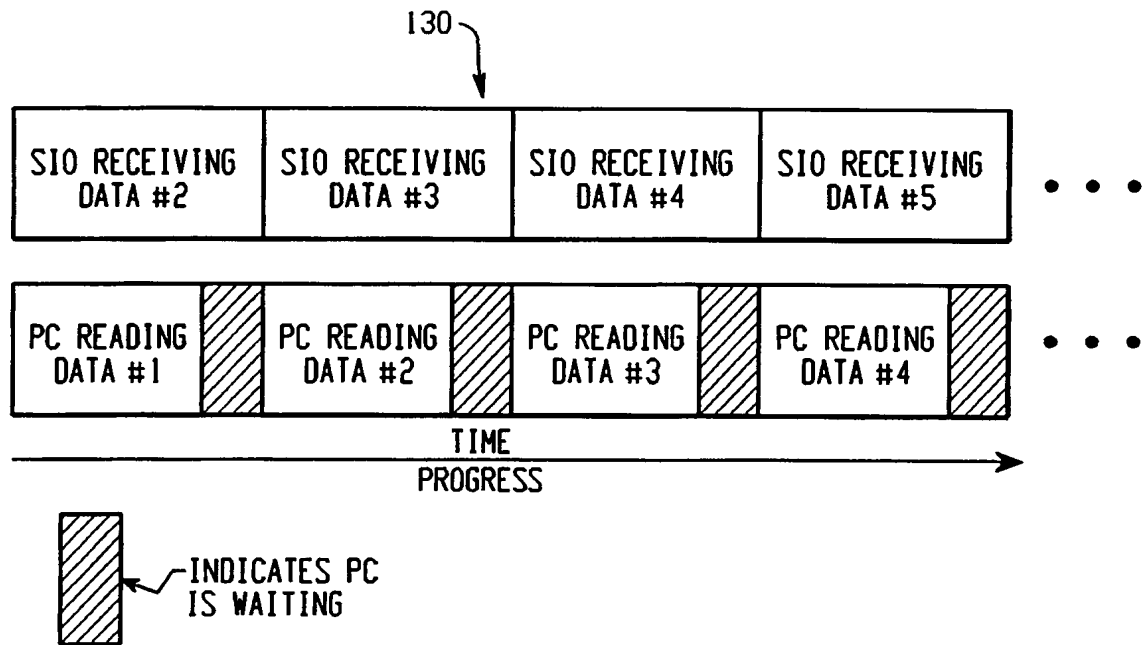 130
SIO RECEIVING
DATA #2
SIO RECEIVING
DATA #3
SIO RECEIVING
DATA #4
SIO RECEIVING
DATA #5
PC READING
DATA #1
PC READING
DATA #2
PC READING
DATA #3
PC READING
DATA #4
TIME
PROGRESS
INDICATES PC
IS WAITING